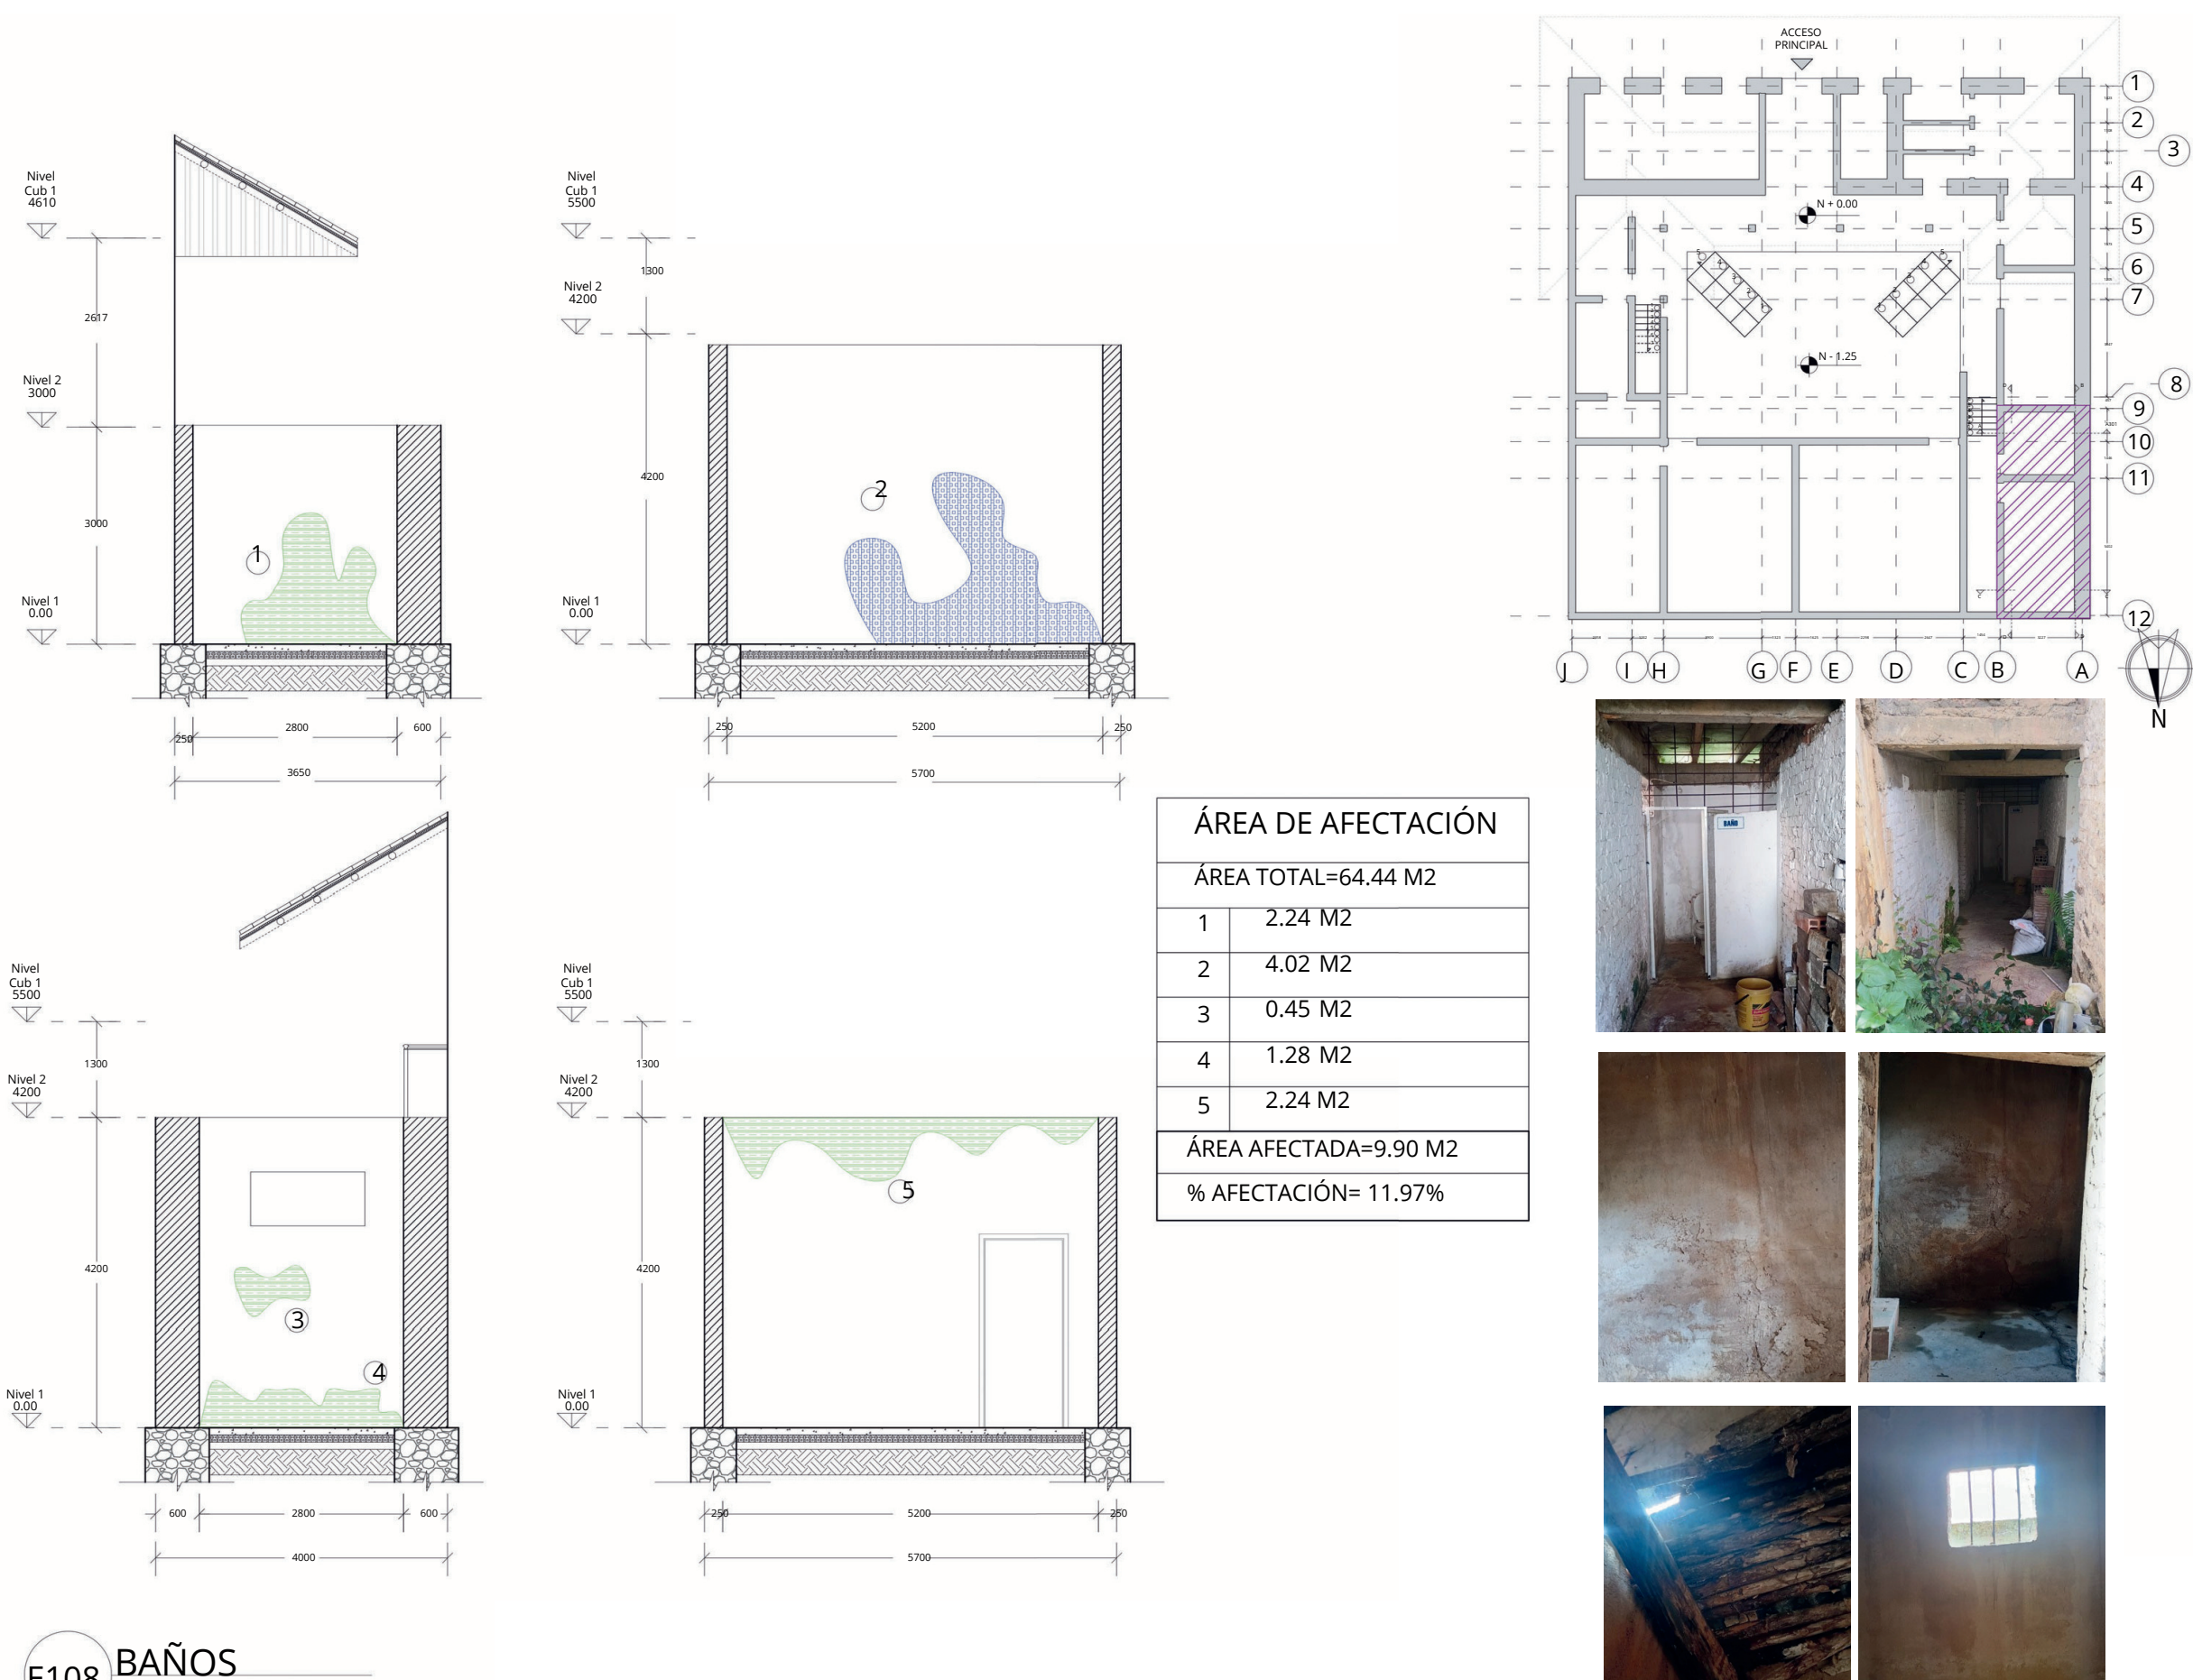 Nivel
Cub 1
4610
2617
Nivel 2
3000
3000
Nivel 1
0.00
1
250
2800
600
3650
Nivel
Cub 1
5500
1300
Nivel 2
4200
4200
Nivel 1
0.00
2
250
5200
250
5700
ACCESO
PRINCIPAL
N + 0.00
N - 1.25
1
2
3
4
5
6
7
8
9
10
11
12
J
I
H
G
F
E
D
C
B
A
N
Nivel
Cub 1
5500
1300
Nivel 2
4200
4200
Nivel 1
0.00
3
4
600
2800
600
4000
Nivel
Cub 1
5500
1300
Nivel 2
4200
4200
Nivel 1
0.00
5
250
5200
250
5700
ÁREA DE AFECTACIÓN
ÁREA TOTAL=64.44 M2
1 2.24 M2
2 4.02 M2
3 0.45 M2
4 1.28 M2
5 2.24 M2
ÁREA AFECTADA=9.90 M2
% AFECTACIÓN= 11.97%
BAÑO
E108
BAÑOS